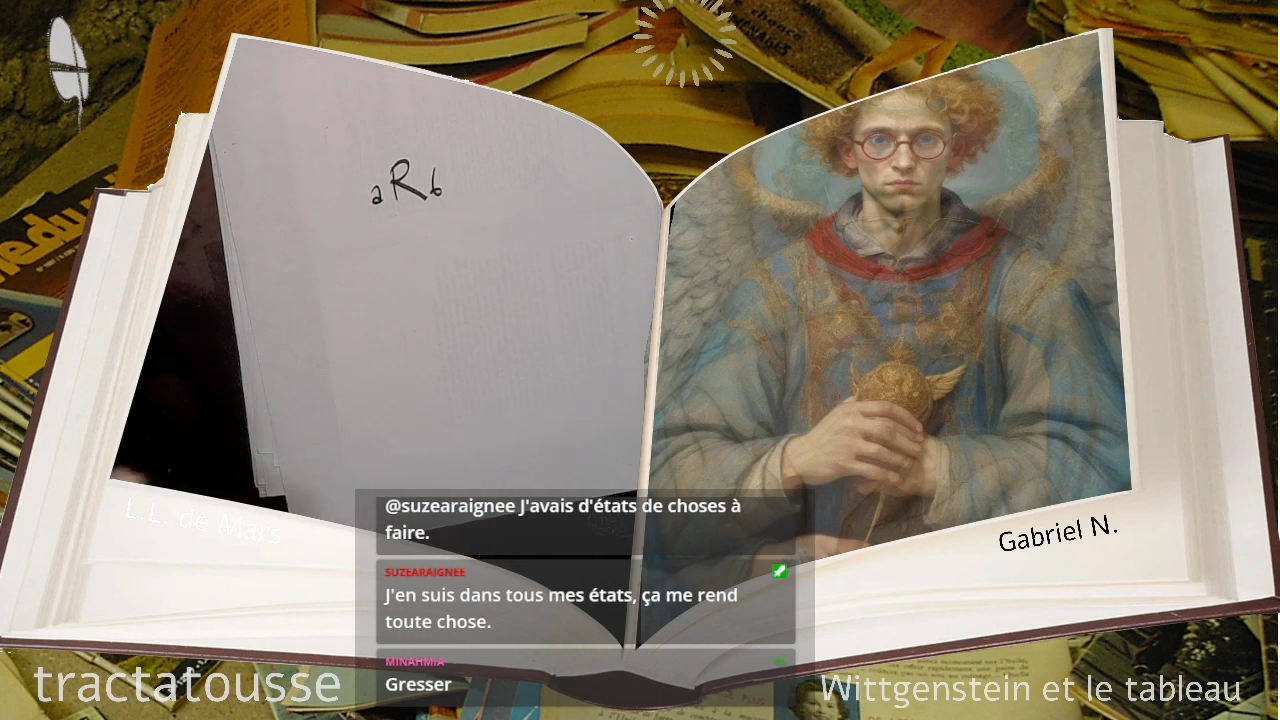 aRb
L.L. de Mars
Gabriel N.
@suzearaignee J'avais d'états de choses à
faire.
SUZEARAIGNEE
J'en suis dans tous mes états, ça me rend
toute chose.
MINAHMIA
Gresser
tractatousse
Wittgenstein et le tableau